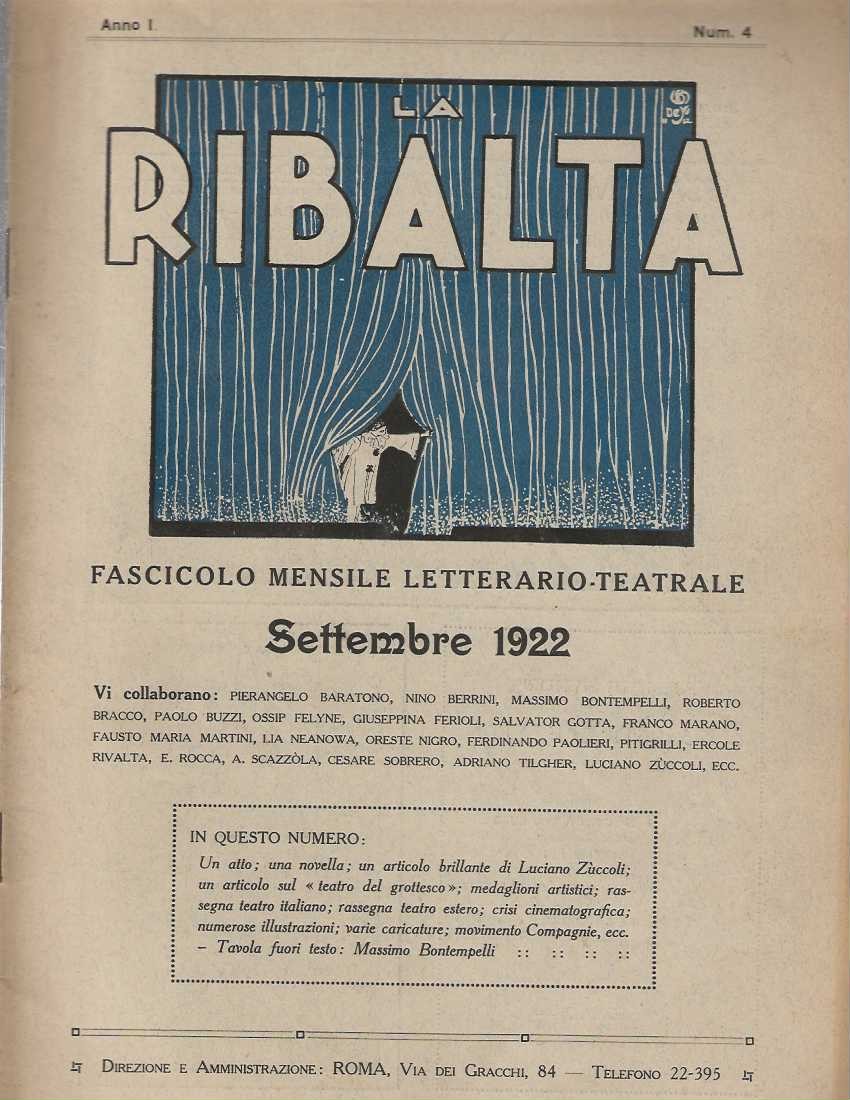 Anno I.
Num. 4
LA
RIBALTA
FASCICOLO MENSILE LETTERARIO-TEATRALE
Settembre 1922
Vi collaborano: PIERANGELO BARATONO, NINO BERRINI, MASSIMO BONTEMPELLI, ROBERTO
BRACCO, PAOLO BUZZI, OSSIP FELYNE, GIUSEPPINA FERIOLI, SALVATOR GOTTA, FRANCO MARANO,
FAUSTO MARIA MARTINI, LIA NEANOWA, ORESTE NIGRO, FERDINANDO PAOLIERI, PITIGRILLI, ERCOLE
RIVALTA, E. ROCCA, A. SCAZZÒLA, CESARE SOBRERO, ADRIANO TILGHER, LUCIANO ZÙCCOLI, ECC.
IN QUESTO NUMERO:
Un atto; una novella; un articolo brillante di Luciano Zùccoli;
un articolo sul « teatro del grottesco»; medaglioni artistici; ras-
segna teatro italiano; rassegna teatro estero; crisi cinematografica;
numerose illustrazioni; varie caricature; movimento Compagnie, ecc.
– Tavola fuori testo: Massimo Bontempelli :: :: :: ::
DIREZIONE E AMMINISTRAZIONE: ROMA, VIA DEI GRACCHI, 84 — TELEFONO 22-395